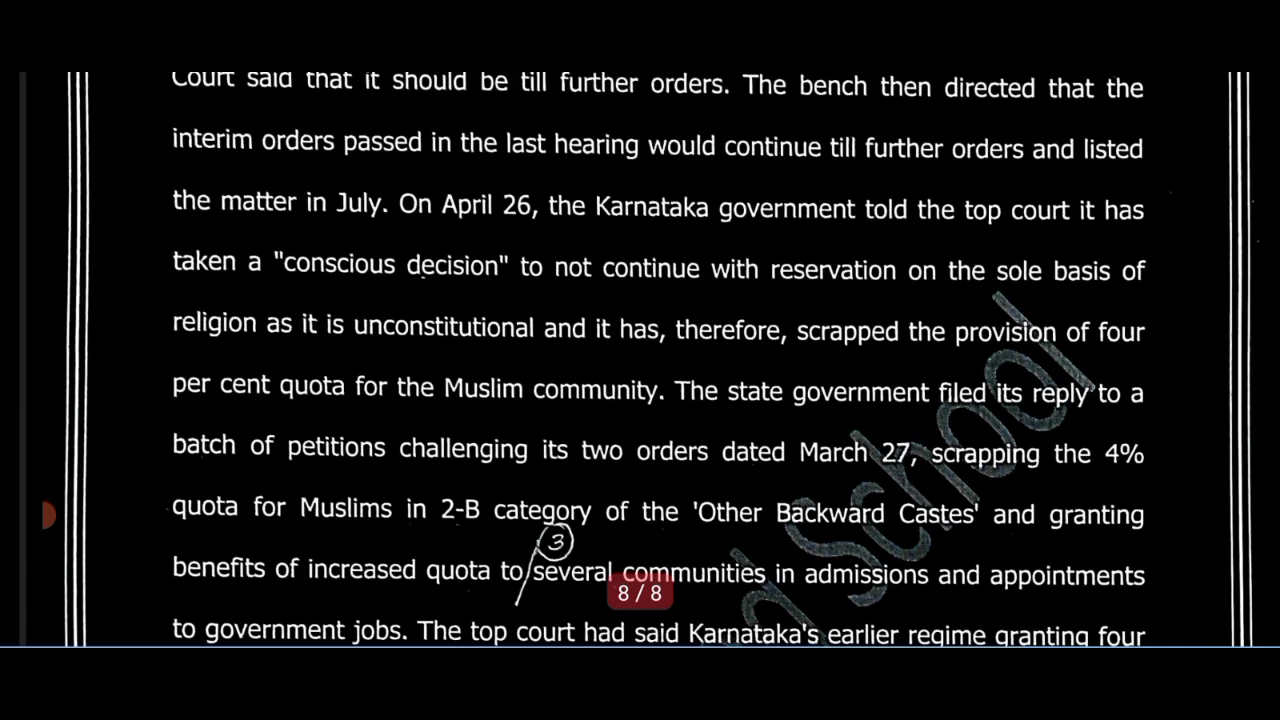 Court said that it should be till further orders. The bench then directed that the
interim orders passed in the last hearing would continue till further orders and listed
the matter in July. On April 26, the Karnataka government told the top court it has
taken a "conscious decision" to not continue with reservation on the sole basis of
religion as it is unconstitutional and it has, therefore, scrapped the provision of four
per cent quota for the Muslim community. The state government filed its reply to a
batch of petitions challenging its two orders dated March 27, scrapping the 4%
quota for Muslims in 2-B category of the 'Other Backward Castes' and granting
3
benefits of increased quota to/several communities in admissions and appointments
8 / 8
to government jobs. The top court had said Karnataka's earlier regime granting four
School